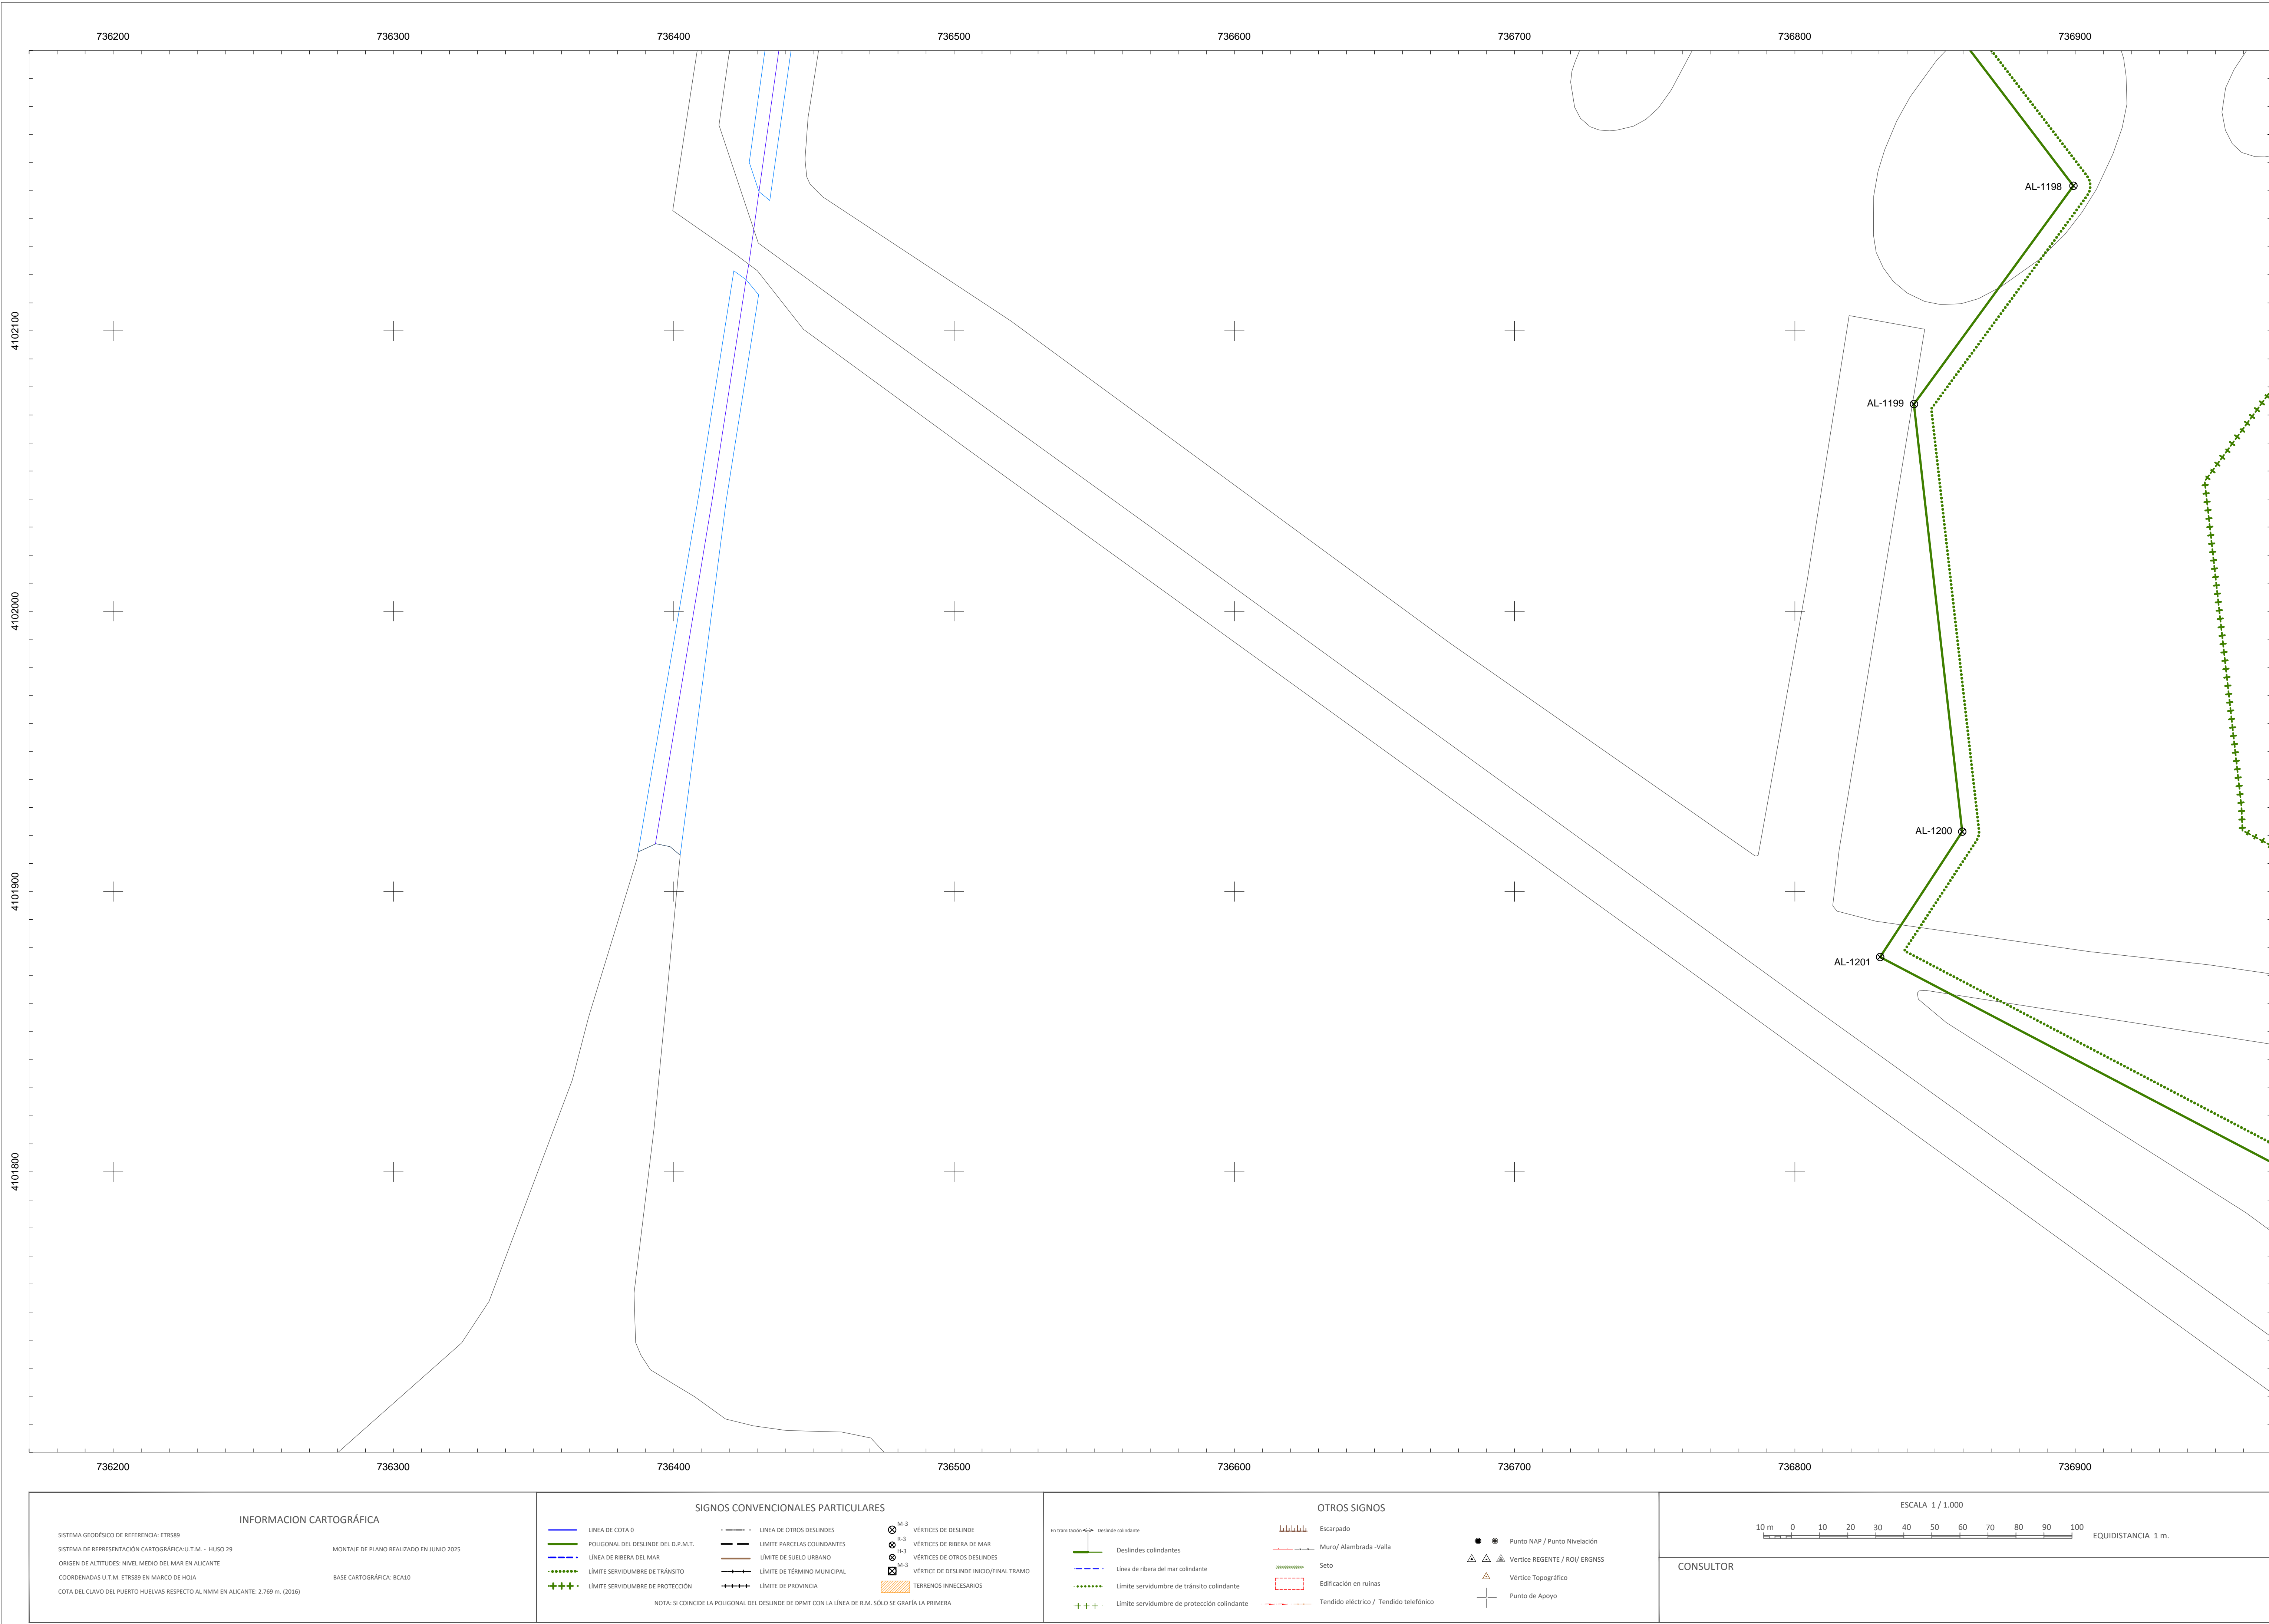 736200 736300 736400 736500 736600 736700 736800 736900
AL-1198
4102100
AL-1199
4102000
AL-1200
4101900
AL-1201
4101800
736200 736300 736400 736500 736600 736700 736800 736900
INFORMACION CARTOGRÁFICA
SISTEMA GEODÉSICO DE REFERENCIA: ETRS89
SISTEMA DE REPRESENTACIÓN CARTOGRÁFICA:U.T.M. - HUSO 29
MONTAJE DE PLANO REALIZADO EN JUNIO 2025
ORIGEN DE ALTITUDES: NIVEL MEDIO DEL MAR EN ALICANTE
COORDENADAS U.T.M. ETRS89 EN MARCO DE HOJA
BASE CARTOGRÁFICA: BCA10
COTA DEL CLAVO DEL PUERTO HUELVA5 RESPECTO AL NMM EN ALICANTE: 2.769 m. (2016)
SIGNOS CONVENCIONALES PARTICULARES
LINEA DE COTA 0
POLIGONAL DEL DESLINDE DEL D.P.M.T.
LÍNEA DE RIBERA DEL MAR
LÍMITE SERVIDUMBRE DE TRÁNSITO
LÍMITE SERVIDUMBRE DE PROTECCIÓN
LINEA DE OTROS DESLINDES
LIMITE PARCELAS COLINDANTES
LÍMITE DE SUELO URBANO
LÍMITE DE TÉRMINO MUNICIPAL
LÍMITE DE PROVINCIA
M-3 VÉRTICES DE DESLINDE
R-3 VÉRTICES DE RIBERA DE MAR
H-3 VÉRTICES DE OTROS DESLINDES
M-3 VÉRTICE DE DESLINDE INICIO/FINAL TRAMO
TERRENOS INNECESARIOS
NOTA: SI COINCIDE LA POLIGONAL DEL DESLINDE DE DPMT CON LA LÍNEA DE R.M. SÓLO SE GRAFÍA LA PRIMERA
OTROS SIGNOS
En tramitación Deslinde colindante
Deslindes colindantes
Línea de ribera del mar colindante
Límite servidumbre de tránsito colindante
Límite servidumbre de protección colindante
Escarpado
Muro/ Alambrada -Valla
Seto
Edificación en ruinas
Tendido eléctrico / Tendido telefónico
Punto NAP / Punto Nivelación
Vertice REGENTE / ROI/ ERGNSS
Vértice Topográfico
Punto de Apoyo
ESCALA 1 / 1.000
10 m 0 10 20 30 40 50 60 70 80 90 100
EQUIDISTANCIA 1 m.
CONSULTOR